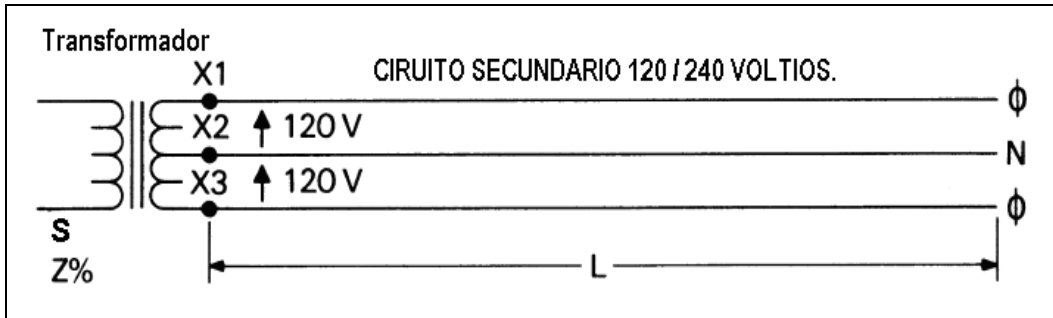 Transformador
CIRUITO SECUNDARIO 120 / 240 VOLTIOS.
X1
ϕ
X2
120 V
N
X3
120 V
ϕ
S
Z%
L